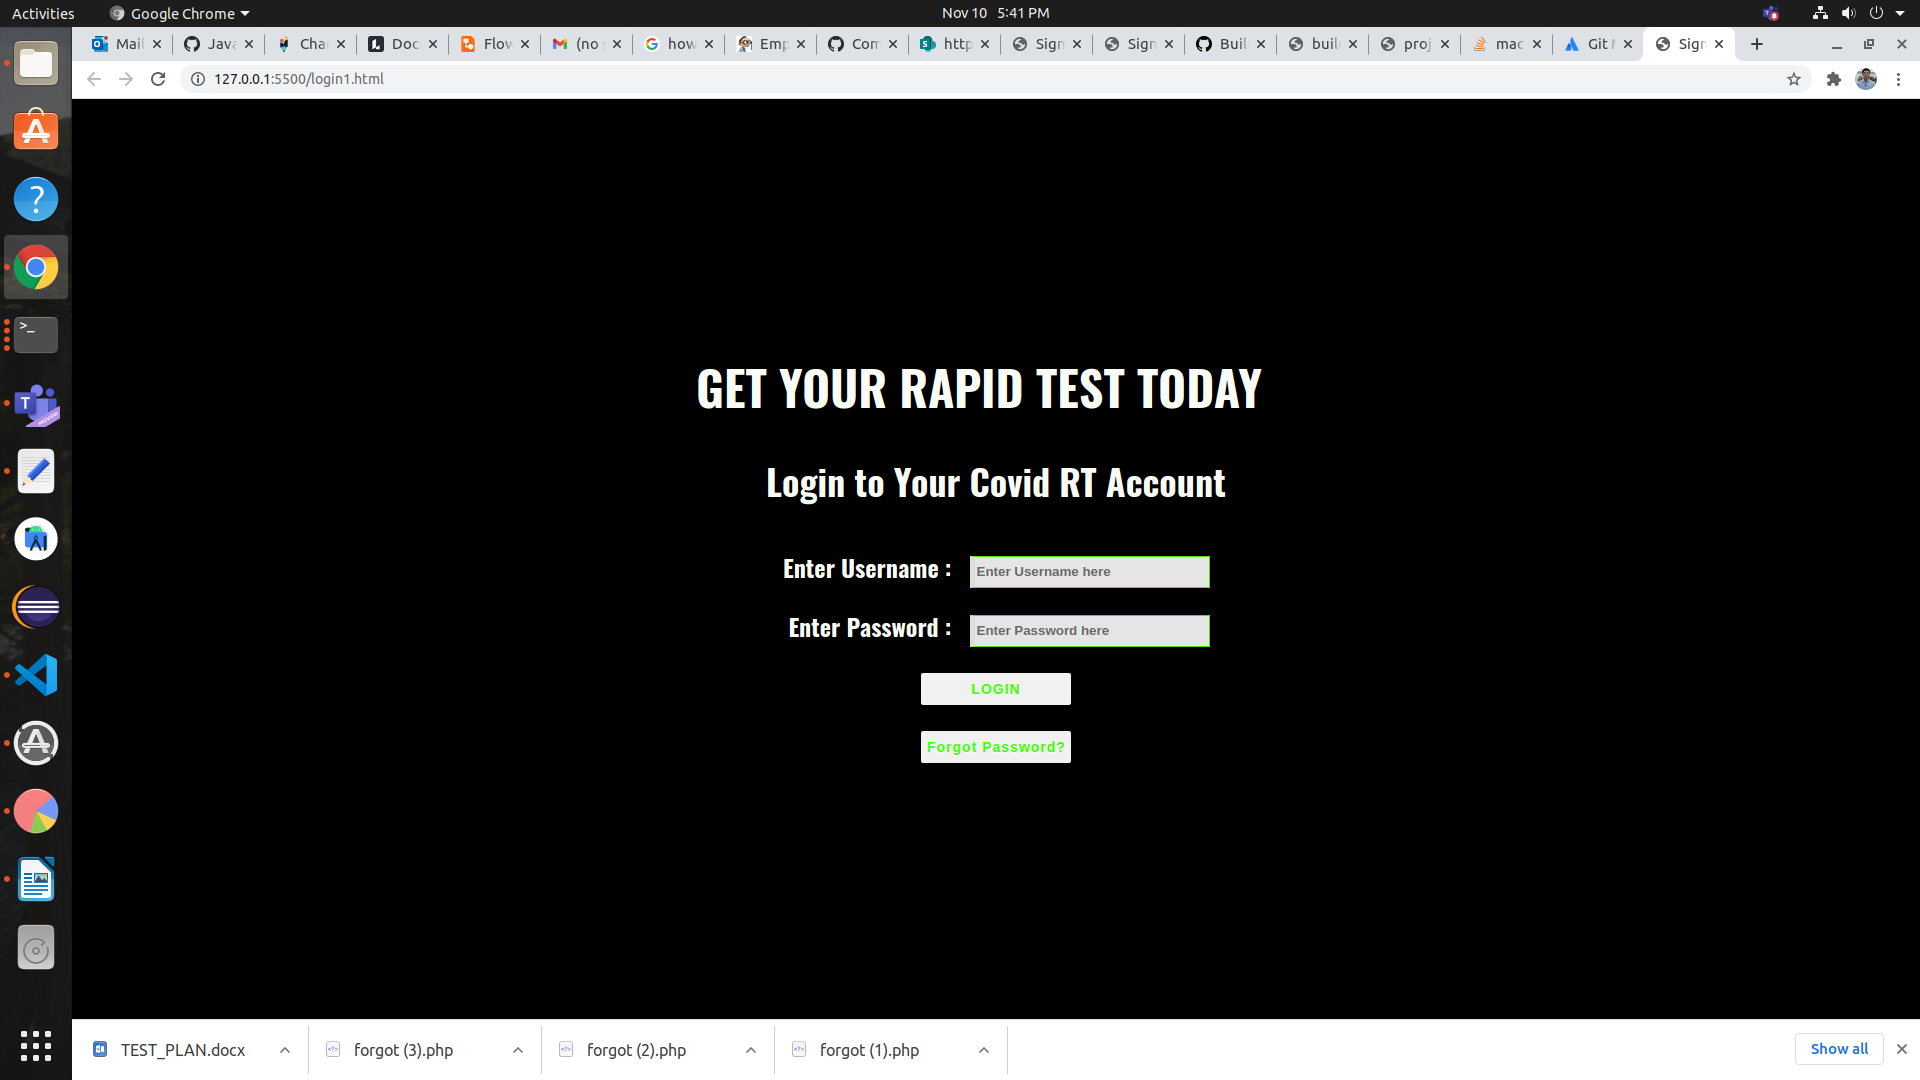 Activities
Google Chrome
Nov 10 5:41 PM
Mail
Java
Cha
Doc
Flow
(no s
how
Emp
Com
http
Sign
Sign
Buil
buil
proj
mac
Git M
Sign
127.0.0.1:5500/login1.html
GET YOUR RAPID TEST TODAY
Login to Your Covid RT Account
Enter Username :
Enter Username here
Enter Password :
Enter Password here
LOGIN
Forgot Password?
TEST_PLAN.docx
forgot (3).php
forgot (2).php
forgot (1).php
Show all